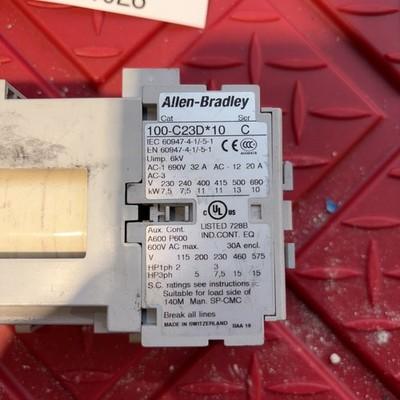 Allen-Bradley
Cat Ser
100-C23D*10 C
IEC 60947-4-1/-5-1
EN 60947-4-1/-5-1
Uimp. 6kV
AC-1 690V 32 A AC - 12 20 A
AC-3
V 230 240 400 415 500 690
kW 7,5 7,5 11 11 13 10
Aux. Cont.
A600 P600
600V AC max.
c UL us
LISTED 728B
IND.CONT. EQ
30A encl.
V 115 200 230 460 575
HP1ph 2 3
HP3ph 5 7,5 15 15
S.C. ratings see instructions
Suitable for load side of
140M Man. SP-CMC
Break all lines
MADE IN SWITZERLAND